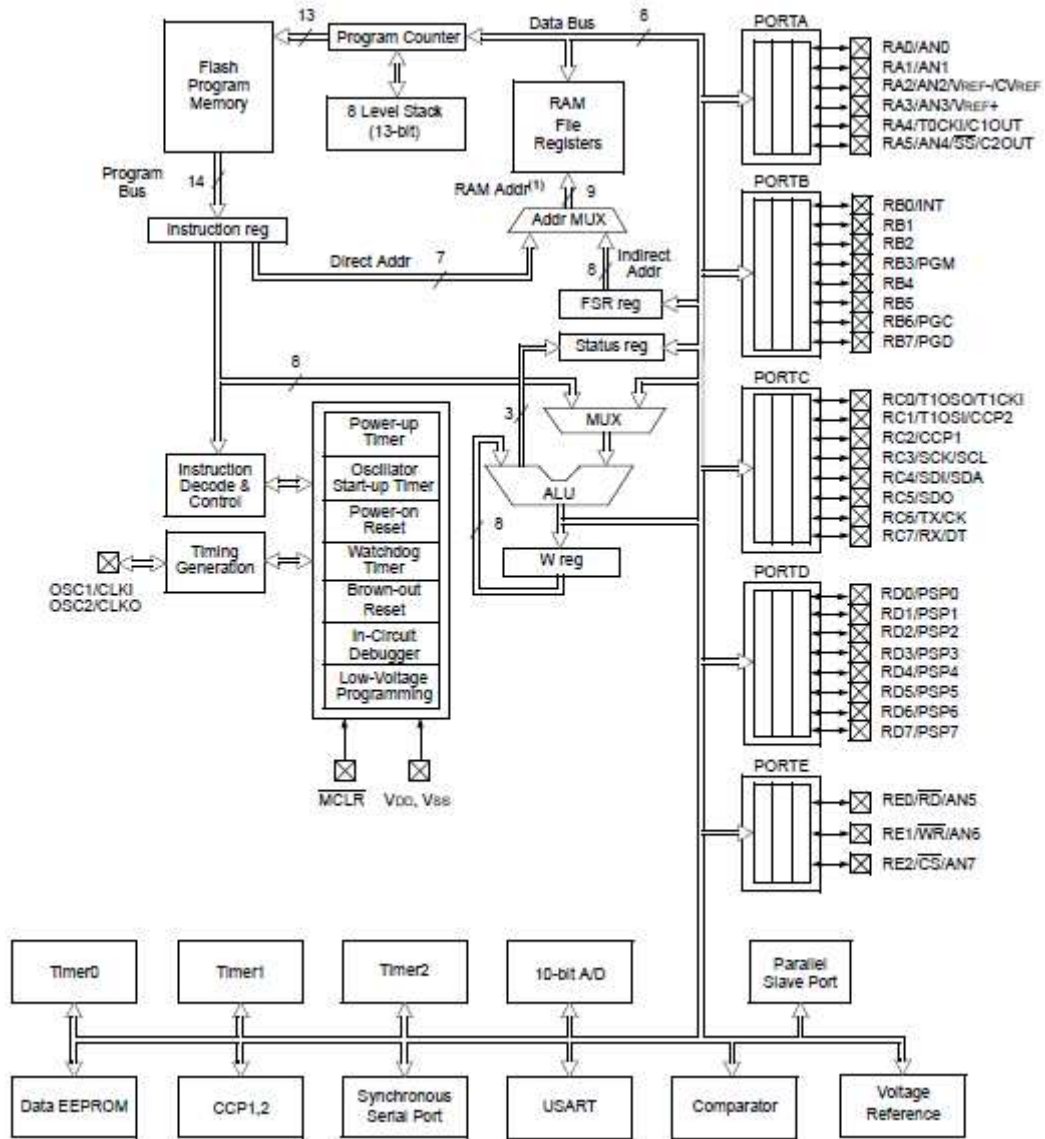 13
Data Bus
8
PORTA
Program Counter
Flash
Program
Memory
8 Level Stack
(13-bit)
RAM
File
Registers
RA0/AN0
RA1/AN1
RA2/AN2/VREF-/CVREF
RA3/AN3/VREF+
RA4/T0CKI/C1OUT
RA5/AN4/SS/C2OUT
Program
Bus
14
RAM Addr(1)
9
PORTB
Addr MUX
Instruction reg
Direct Addr
7
8
Indirect
Addr
FSR reg
RB0/INT
RB1
RB2
RB3/PGM
RB4
RB5
RB6/PGC
RB7/PGD
Status reg
8
3
MUX
PORTC
RC0/T1OSO/T1CKI
RC1/T1OSI/CCP2
RC2/CCP1
RC3/SCK/SCL
RC4/SDI/SDA
RC5/SDO
RC6/TX/CK
RC7/RX/DT
Power-up
Timer
Oscillator
Start-up Timer
Power-on
Reset
Watchdog
Timer
Brown-out
Reset
In-Circuit
Debugger
Low-Voltage
Programming
Instruction
Decode &
Control
Timing
Generation
OSC1/CLKI
OSC2/CLKO
ALU
8
W reg
PORTD
RD0/PSP0
RD1/PSP1
RD2/PSP2
RD3/PSP3
RD4/PSP4
RD5/PSP5
RD6/PSP6
RD7/PSP7
MCLR
VDD, VSS
PORTE
RE0/RD/AN5
RE1/WR/AN6
RE2/CS/AN7
Timer0
Timer1
Timer2
10-bit A/D
Parallel
Slave Port
Data EEPROM
CCP1,2
Synchronous
Serial Port
USART
Comparator
Voltage
Reference